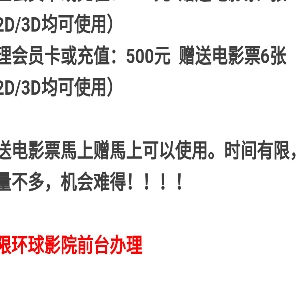 2D/3D均可使用）
理会员卡或充值：500元 赠送电影票6张
2D/3D均可使用）
送电影票馬上赠馬上可以使用。时间有限，
量不多，机会难得！！！！
限环球影院前台办理